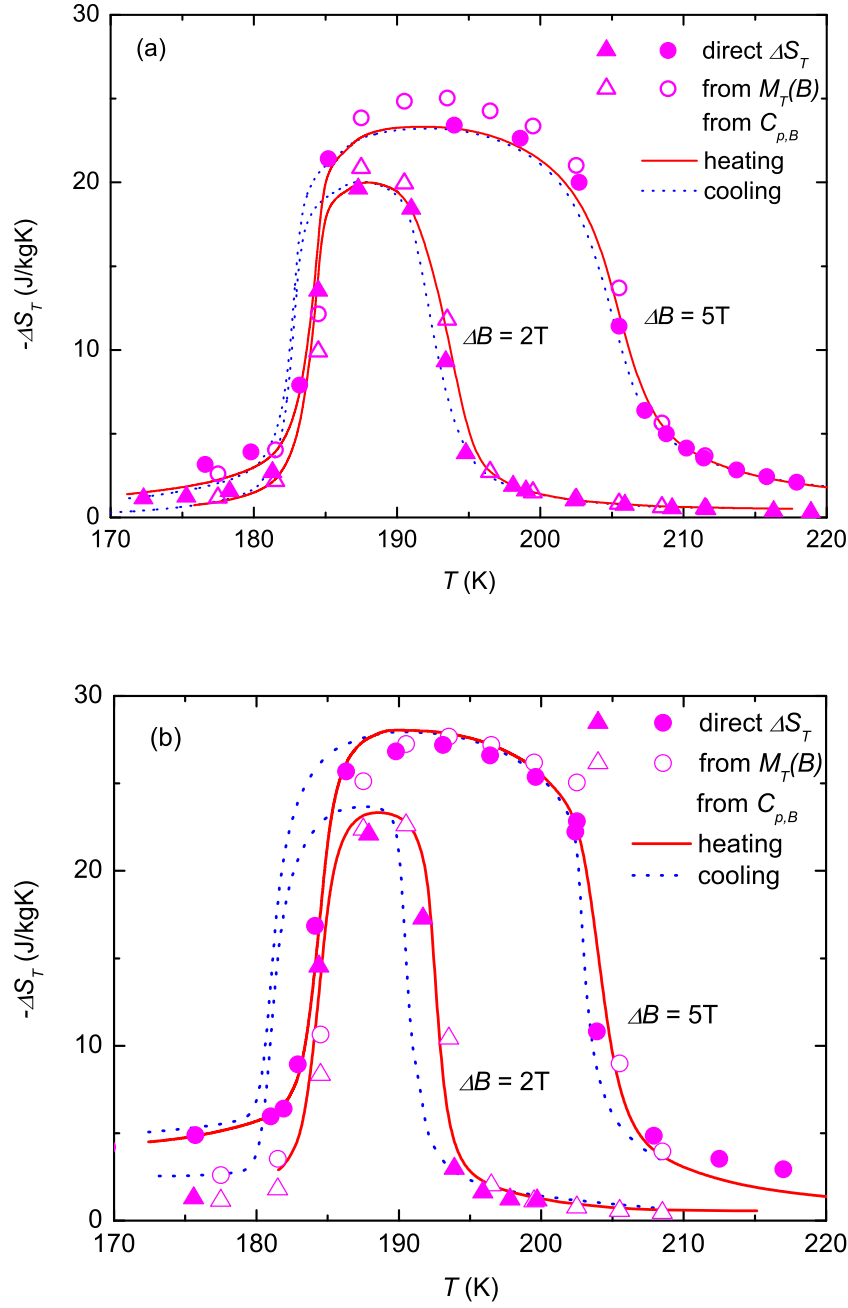 (a)
direct ΔS_T
from M_T(B)
from C_{p,B}
heating
cooling
ΔB = 2T
ΔB = 5T
-ΔS_T (J/kgK)
30
20
10
0
170 180 190 200 210 220
T (K)
(b)
direct ΔS_T
from M_T(B)
from C_{p,B}
heating
cooling
ΔB = 5T
ΔB = 2T
-ΔS_T (J/kgK)
30
20
10
0
170 180 190 200 210 220
T (K)